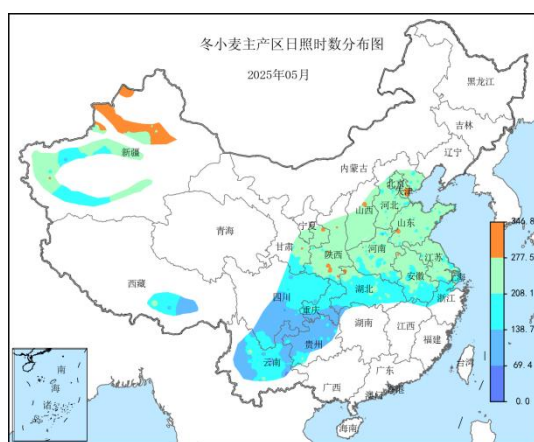 冬小麦主产区日照时数分布图
2025年05月
黑龙江
吉林
辽宁
内蒙古
新疆
北京
天津
河北
山西
山东
宁夏
青海
甘肃
陕西
河南
江苏
安徽
上海
西藏
四川
湖北
重庆
浙江
湖南
江西
贵州
福建
云南
台湾
广西
广东
香港
海南
南
海
诸
岛
346.8
277.5
208.1
138.7
69.4
0.0